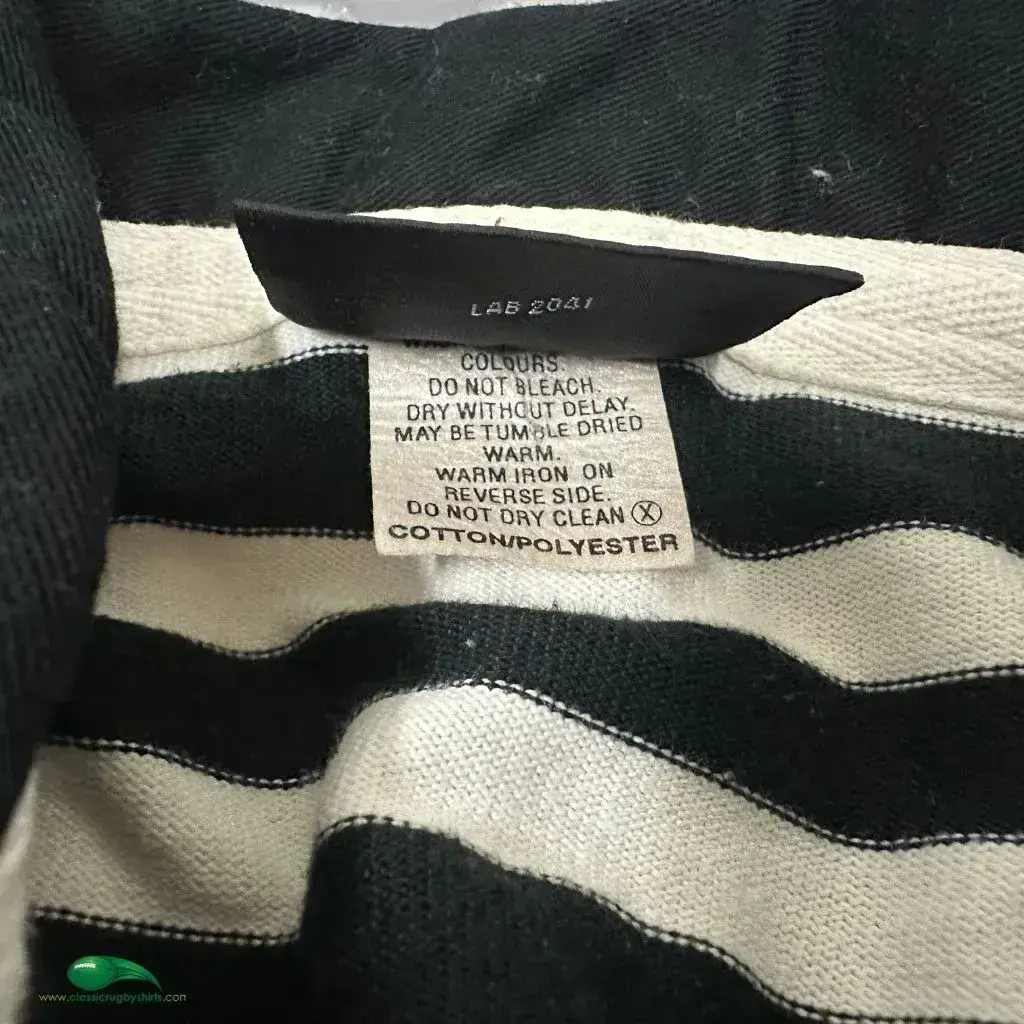 LAB 2041
COLOURS.
DO NOT BLEACH.
DRY WITHOUT DELAY.
MAY BE TUMBLE DRIED
WARM.
WARM IRON ON
REVERSE SIDE.
DO NOT DRY CLEAN Ⓧ
COTTON/POLYESTER
www.classicrugbyshirts.com